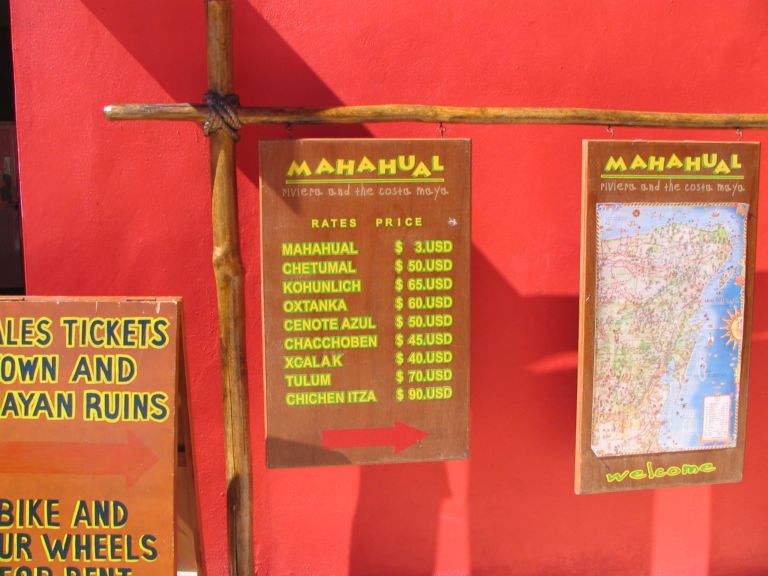 MAHAHUAL
riviera and the costa maya
RATES PRICE
MAHAHUAL $ 3.USD
CHETUMAL $ 50.USD
KOHUNLICH $ 65.USD
OXTANKA $ 60.USD
CENOTE AZUL $ 50.USD
CHACCHOBEN $ 45.USD
XCALAK $ 40.USD
TULUM $ 70.USD
CHICHEN ITZA $ 90.USD
MAHAHUAL
riviera and the costa maya
welcome
ALES TICKETS
OWN AND
AYAN RUINS
BIKE AND
UR WHEELS
FOR RENT